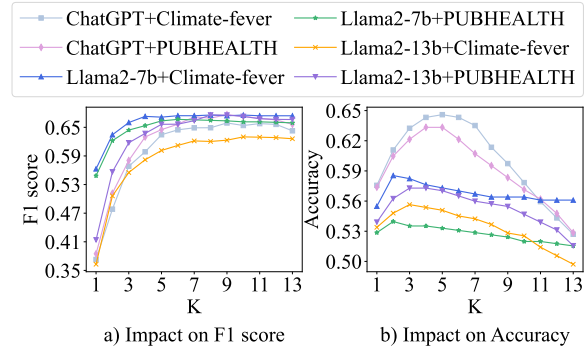 ChatGPT+Climate-fever
Llama2-7b+PUBHEALTH
ChatGPT+PUBHEALTH
Llama2-13b+Climate-fever
Llama2-7b+Climate-fever
Llama2-13b+PUBHEALTH
F1 score
0.65
0.59
0.53
0.47
0.41
0.35
1 3 5 7 9 11 13
K
a) Impact on F1 score
Accuracy
0.65
0.62
0.59
0.56
0.53
0.50
1 3 5 7 9 11 13
K
b) Impact on Accuracy